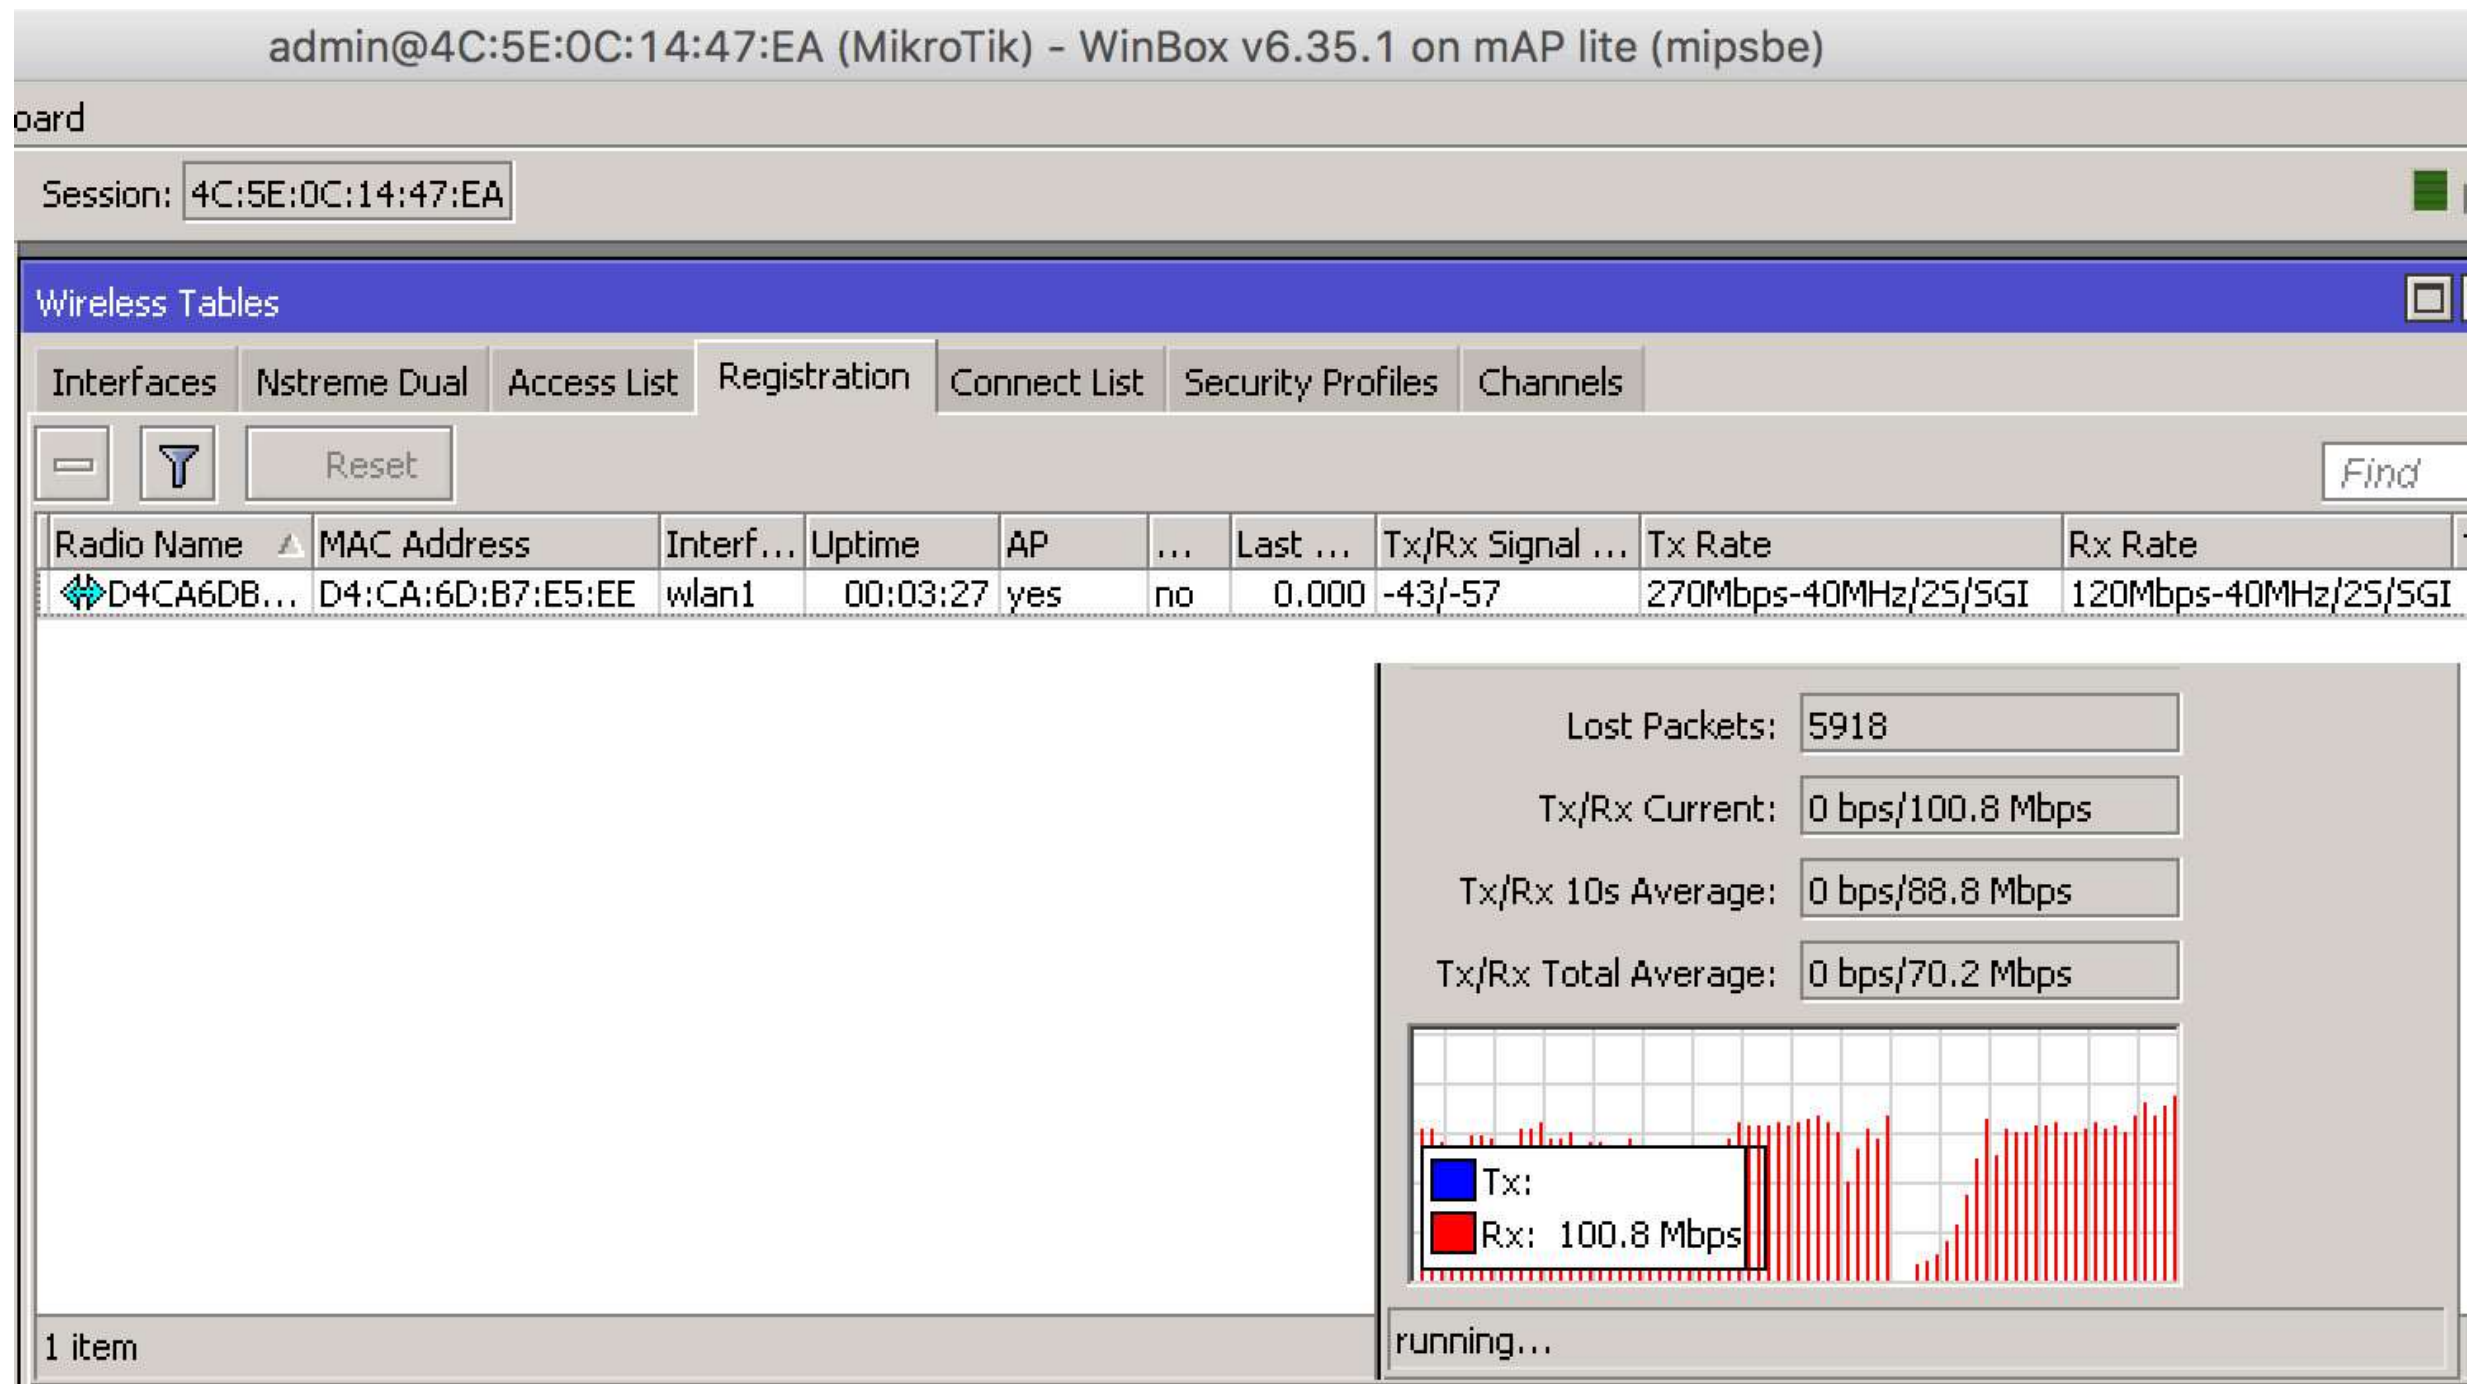 admin@4C:5E:0C:14:47:EA (MikroTik) - WinBox v6.35.1 on mAP lite (mipsbe)
oard
Session: 4C:5E:0C:14:47:EA
Wireless Tables
Interfaces Nstreme Dual Access List Registration Connect List Security Profiles Channels
Reset Find
Radio Name MAC Address Interf... Uptime AP ... Last ... Tx/Rx Signal ... Tx Rate Rx Rate
D4CA6DB... D4:CA:6D:B7:E5:EE wlan1 00:03:27 yes no 0.000 -43/-57 270Mbps-40MHz/2S/SGI 120Mbps-40MHz/2S/SGI
Lost Packets: 5918
Tx/Rx Current: 0 bps/100.8 Mbps
Tx/Rx 10s Average: 0 bps/88.8 Mbps
Tx/Rx Total Average: 0 bps/70.2 Mbps
Tx:
Rx: 100.8 Mbps
1 item
running...